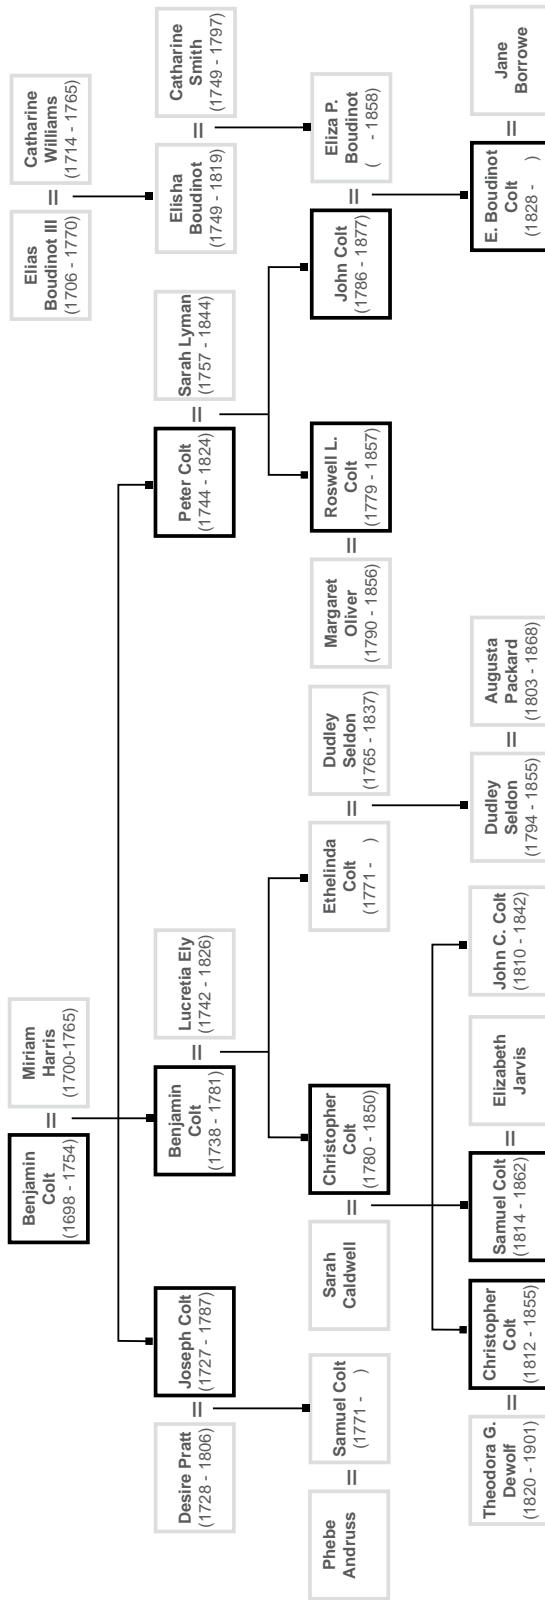 Benjamin
Colt
(1698 - 1754)
Miriam
Harris
(1700-1765)
Elias
Boudinot III
(1706 - 1770)
Catharine
Williams
(1714 - 1765)
Desire Pratt
(1728 - 1806)
Joseph Colt
(1727 - 1787)
Benjamin
Colt
(1738 - 1781)
Lucretia Ely
(1742 - 1826)
Peter Colt
(1744 - 1824)
Sarah Lyman
(1757 - 1844)
Elisha
Boudinot
(1749 - 1819)
Catharine
Smith
(1749 - 1797)
Phebe
Andruss
Samuel Colt
(1771 - )
Sarah
Caldwell
Christopher
Colt
(1780 - 1850)
Ethelinda
Colt
(1771 - )
Dudley
Seldon
(1765 - 1837)
Margaret
Oliver
(1790 - 1856)
Roswell L.
Colt
(1779 - 1857)
John Colt
(1786 - 1877)
Eliza P.
Boudinot
( - 1858)
Theodora G.
Dewolf
(1820 - 1901)
Christopher
Colt
(1812 - 1855)
Samuel Colt
(1814 - 1862)
Elizabeth
Jarvis
John C. Colt
(1810 - 1842)
Dudley
Seldon
(1794 - 1855)
Augusta
Packard
(1803 - 1868)
E. Boudinot
Colt
(1828 - )
Jane
Borrowe